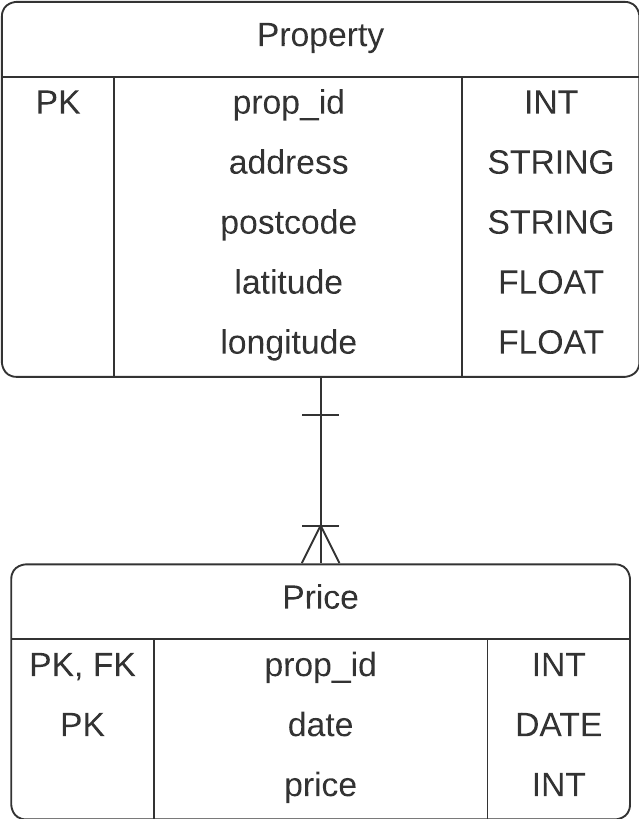 Property
PK prop_id INT
address STRING
postcode STRING
latitude FLOAT
longitude FLOAT
Price
PK, FK prop_id INT
PK date DATE
price INT